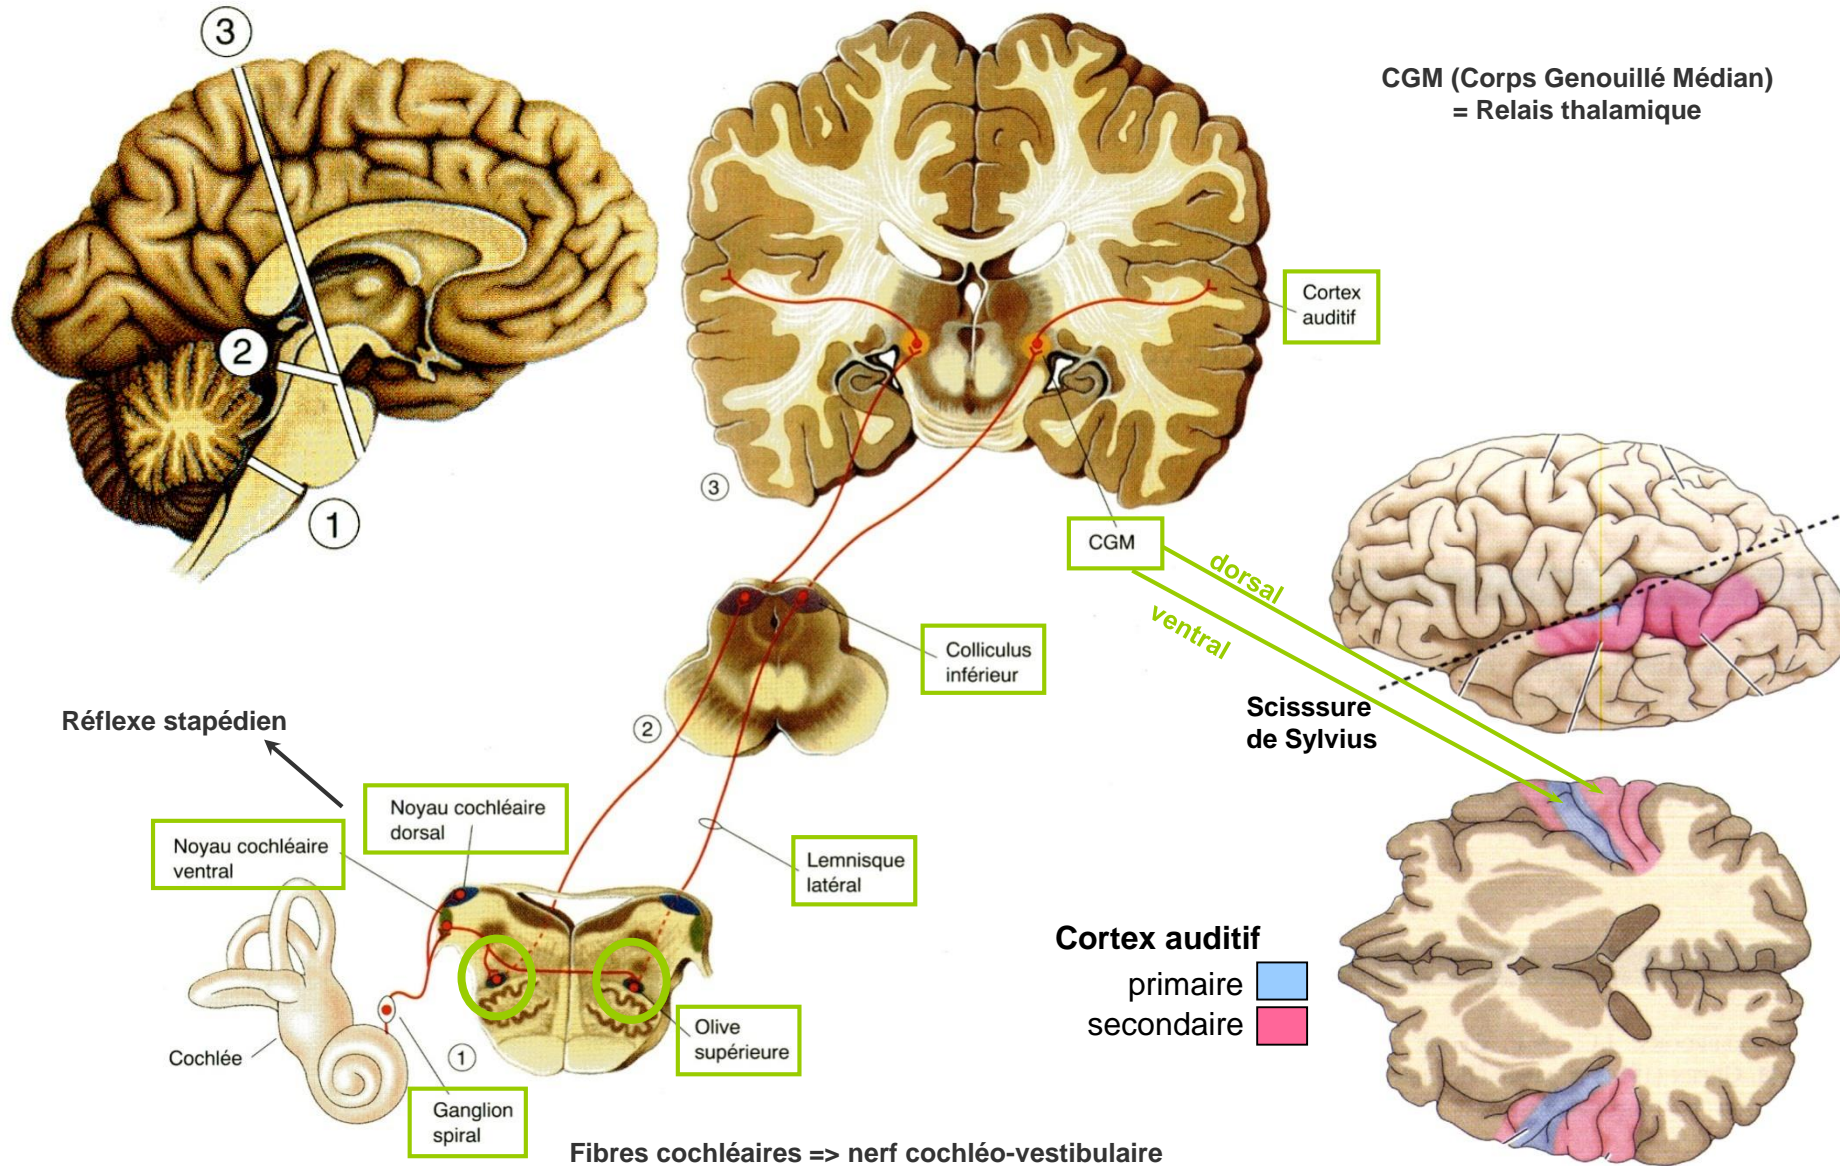 3
2
1
CGM (Corps Genouillé Médian)
= Relais thalamique
Cortex
auditif
3
CGM
dorsal
ventral
Colliculus
inférieur
2
Scisssure
de Sylvius
Réflexe stapédien
Noyau cochléaire
dorsal
Noyau cochléaire
ventral
Lemnisque
latéral
Cortex auditif
primaire
secondaire
Olive
supérieure
1
Cochlée
Ganglion
spiral
Fibres cochléaires => nerf cochléo-vestibulaire